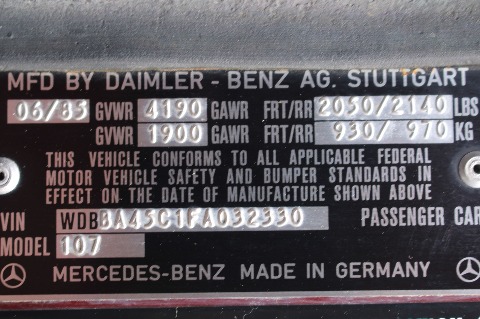 MFD BY DAIMLER - BENZ AG. STUTTGART
06/85 GVWR 4190 GAWR FRT/RR 2050/2140 LBS
GVWR 1900 GAWR FRT/RR 930/ 970 KG
THIS VEHICLE CONFORMS TO ALL APPLICABLE FEDERAL
MOTOR VEHICLE SAFETY AND BUMPER STANDARDS IN
EFFECT ON THE DATE OF MANUFACTURE SHOWN ABOVE
VIN WDBBA45C1FA032330 PASSENGER CAR
MODEL 107
MERCEDES-BENZ MADE IN GERMANY